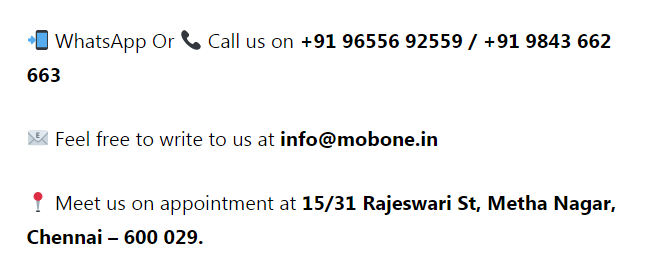 📲 WhatsApp Or 📞 Call us on +91 96556 92559 / +91 9843 662
663
📧 Feel free to write to us at info@mobone.in
📍 Meet us on appointment at 15/31 Rajeswari St, Metha Nagar,
Chennai – 600 029.